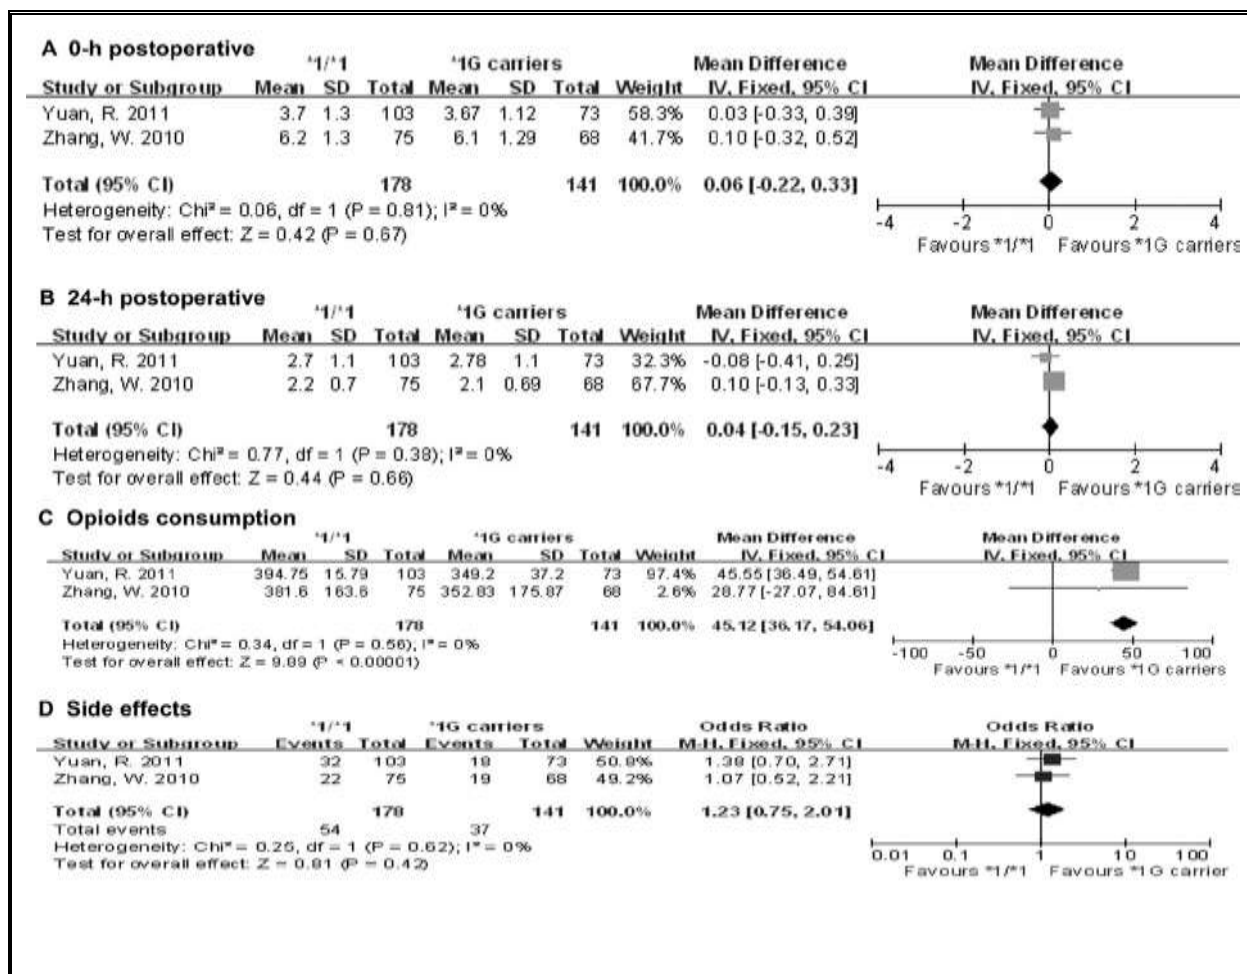 A 0-h postoperative
*1/*1 *1G carriers Mean Difference Mean Difference
Study or Subgroup Mean SD Total Mean SD Total Weight IV, Fixed, 95% CI IV, Fixed, 95% CI
Yuan, R. 2011 3.7 1.3 103 3.67 1.12 73 58.3% 0.03 [-0.33, 0.39]
Zhang, W. 2010 6.2 1.3 75 6.1 1.29 68 41.7% 0.10 [-0.32, 0.52]
Total (95% CI) 178 141 100.0% 0.06 [-0.22, 0.33]
Heterogeneity: Chi² = 0.06, df = 1 (P = 0.81); I² = 0%
Test for overall effect: Z = 0.42 (P = 0.67)
-4 -2 0 2 4
Favours *1/*1 Favours *1G carriers
B 24-h postoperative
*1/*1 *1G carriers Mean Difference Mean Difference
Study or Subgroup Mean SD Total Mean SD Total Weight IV, Fixed, 95% CI IV, Fixed, 95% CI
Yuan, R. 2011 2.7 1.1 103 2.78 1.1 73 32.3% -0.08 [-0.41, 0.25]
Zhang, W. 2010 2.2 0.7 75 2.1 0.69 68 67.7% 0.10 [-0.13, 0.33]
Total (95% CI) 178 141 100.0% 0.04 [-0.15, 0.23]
Heterogeneity: Chi² = 0.77, df = 1 (P = 0.38); I² = 0%
Test for overall effect: Z = 0.44 (P = 0.66)
-4 -2 0 2 4
Favours *1/*1 Favours *1G carriers
C Opioids consumption
*1/*1 *1G carriers Mean Difference Mean Difference
Study or Subgroup Mean SD Total Mean SD Total Weight IV, Fixed, 95% CI IV, Fixed, 95% CI
Yuan, R. 2011 394.75 15.79 103 349.2 37.2 73 97.4% 45.55 [36.49, 54.61]
Zhang, W. 2010 381.6 163.6 75 352.83 175.87 68 2.6% 28.77 [-27.07, 84.61]
Total (95% CI) 178 141 100.0% 45.12 [36.17, 54.06]
Heterogeneity: Chi² = 0.34, df = 1 (P = 0.56); I² = 0%
Test for overall effect: Z = 9.89 (P < 0.00001)
-100 -50 0 50 100
Favours *1/*1 Favours *1G carriers
D Side effects
*1/*1 *1G carriers Odds Ratio Odds Ratio
Study or Subgroup Events Total Events Total Weight M-H, Fixed, 95% CI M-H, Fixed, 95% CI
Yuan, R. 2011 32 103 18 73 50.8% 1.38 [0.70, 2.71]
Zhang, W. 2010 22 75 19 68 49.2% 1.07 [0.52, 2.21]
Total (95% CI) 178 141 100.0% 1.23 [0.75, 2.01]
Total events 54 37
Heterogeneity: Chi² = 0.25, df = 1 (P = 0.62); I² = 0%
Test for overall effect: Z = 0.81 (P = 0.42)
0.01 0.1 1 10 100
Favours *1/*1 Favours *1G carrier